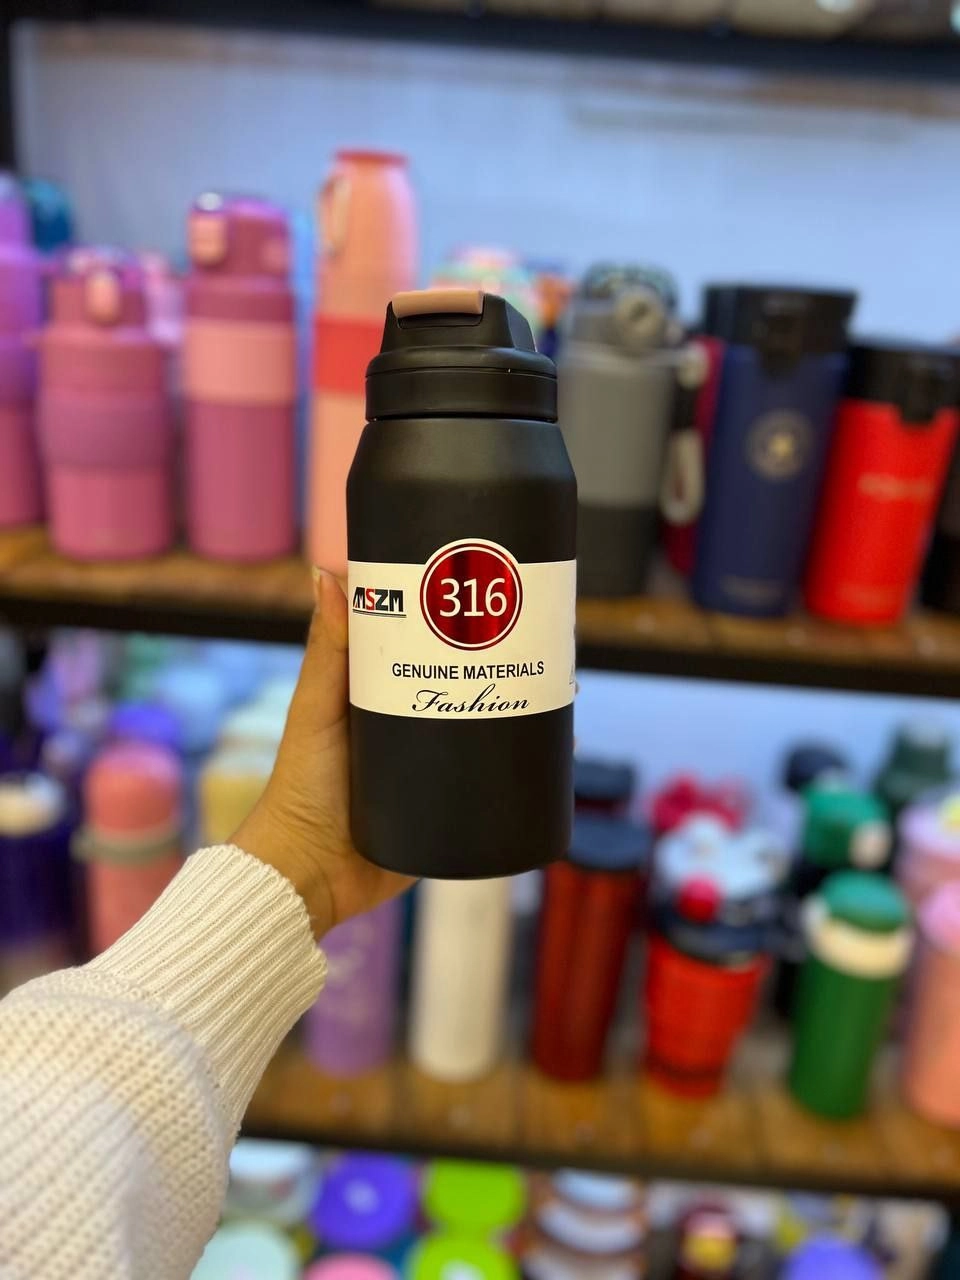 MSZM
316
GENUINE MATERIALS
Fashion